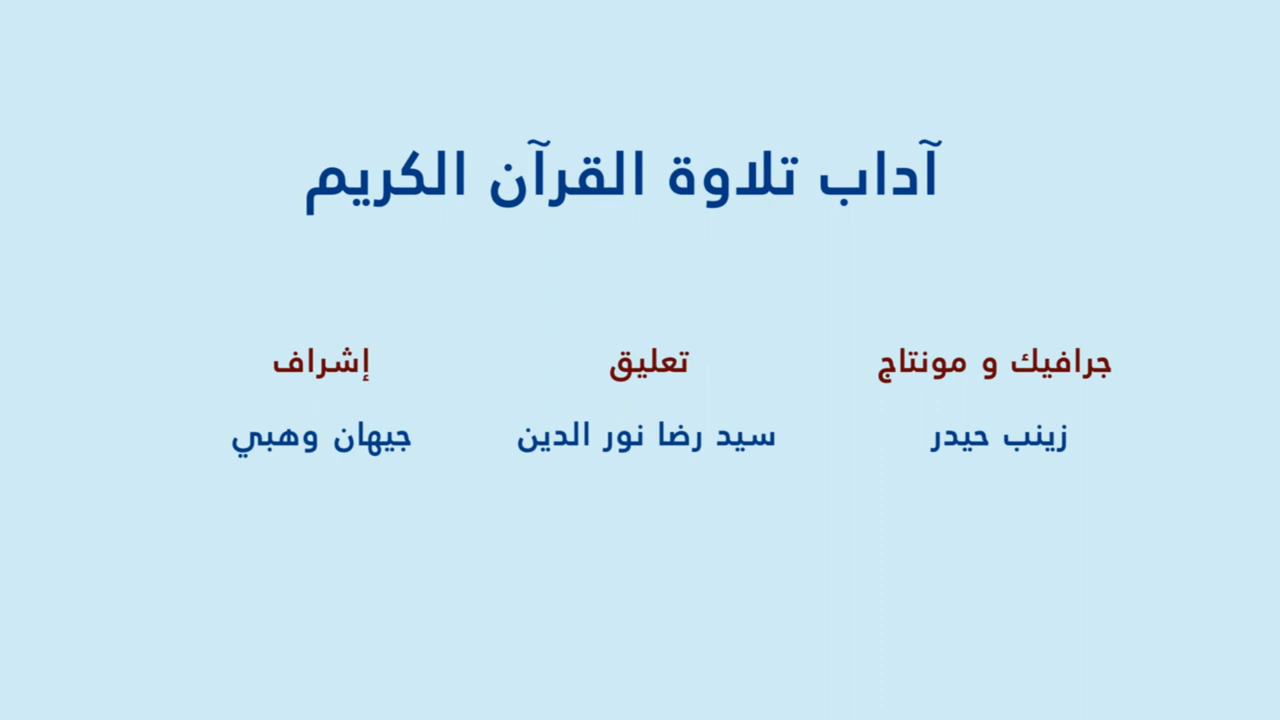 آداب تلاوة القرآن الكريم
جرافيك و مونتاج تعليق إشراف
زينب حيدر سيد رضا نور الدين جيهان وهبي